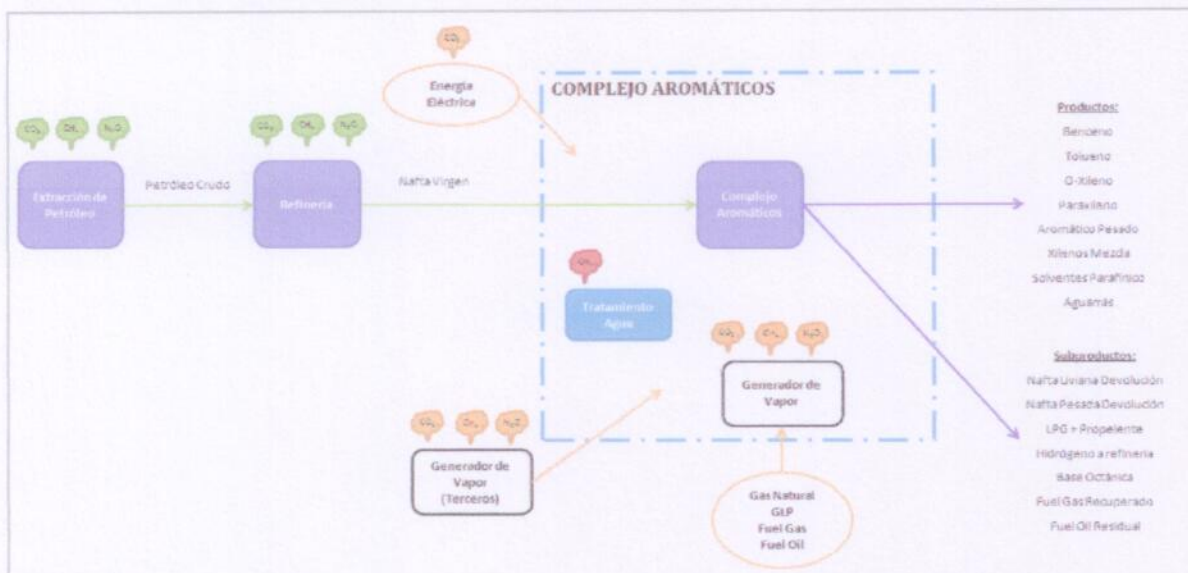 CO₂
Energía
Eléctrica
COMPLEJO AROMÁTICOS
CO₂ CH₄ N₂O
CO₂ CH₄ N₂O
Extracción de
Petróleo
Petróleo Crudo
Refinería
Nafta Virgen
Complejo
Aromáticos
Productos:
Benceno
Tolueno
O-Xileno
Paraxileno
Aromático Pesado
Xilenos Mezcla
Solventes Parafínico
Aguarrás
CH₄
Tratamiento
Agua
CO₂ CH₄ N₂O
Generador de
Vapor
CO₂ CH₄ N₂O
Generador de
Vapor
(Terceros)
Gas Natural
GLP
Fuel Gas
Fuel Oil
Subproductos:
Nafta Liviana Devolución
Nafta Pesada Devolución
LPG + Propelente
Hidrógeno a refinería
Base Octánica
Fuel Gas Recuperado
Fuel Oil Residual